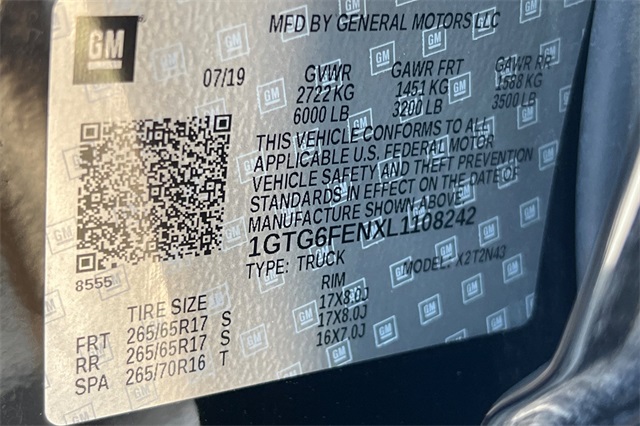 GM
MFD BY GENERAL MOTORS LLC
07/19 GVWR GAWR FRT GAWR RR
2722 KG 1451 KG 1588 KG
6000 LB 3200 LB 3500 LB
THIS VEHICLE CONFORMS TO ALL
APPLICABLE U.S. FEDERAL MOTOR
VEHICLE SAFETY AND THEFT PREVENTION
STANDARDS IN EFFECT ON THE DATE OF
MANUFACTURE SHOWN ABOVE
1GTG6FENXL1108242
TYPE: TRUCK MODEL: X2T2N43
8555
TIRE SIZE RIM
FRT 265/65R17 S 17X8.0J
RR 265/65R17 S 17X8.0J
SPA 265/70R16 T 16X7.0J